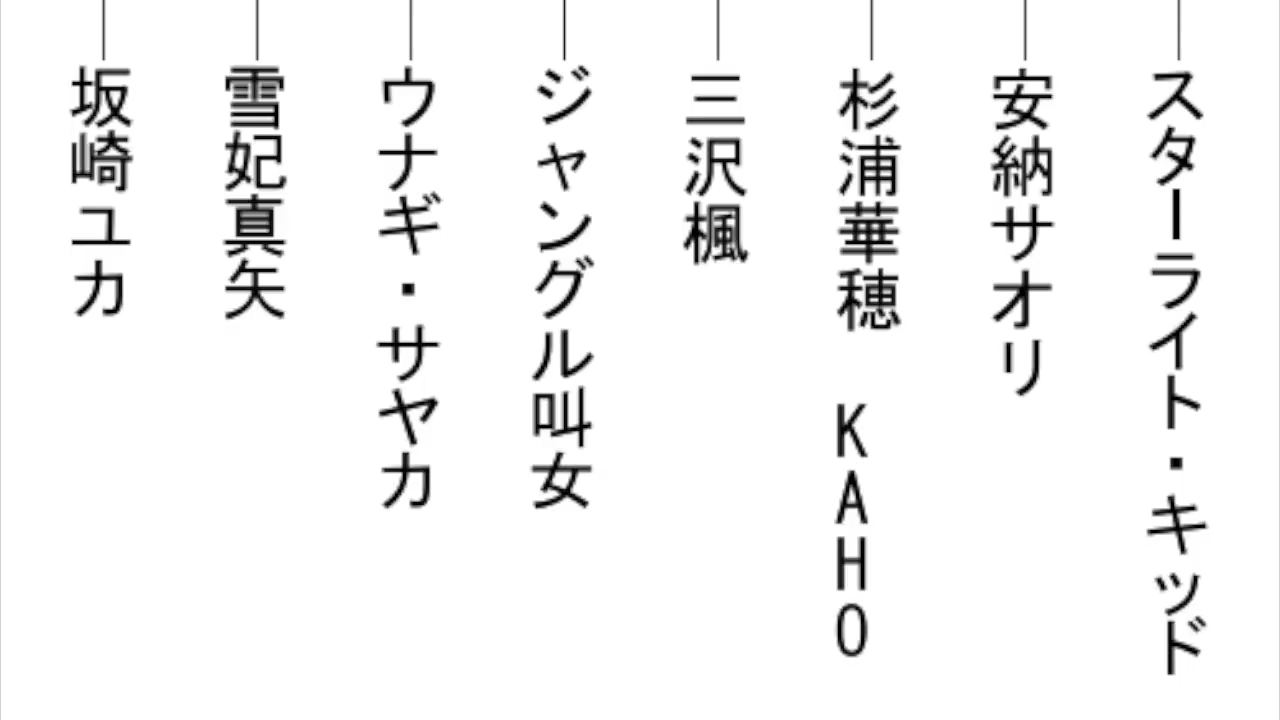 スターライト・キッド
安納サオリ
杉浦華穂 KAHO
三沢楓
ジャングル叫女
ウナギ・サヤカ
雪妃真矢
坂崎ユカ